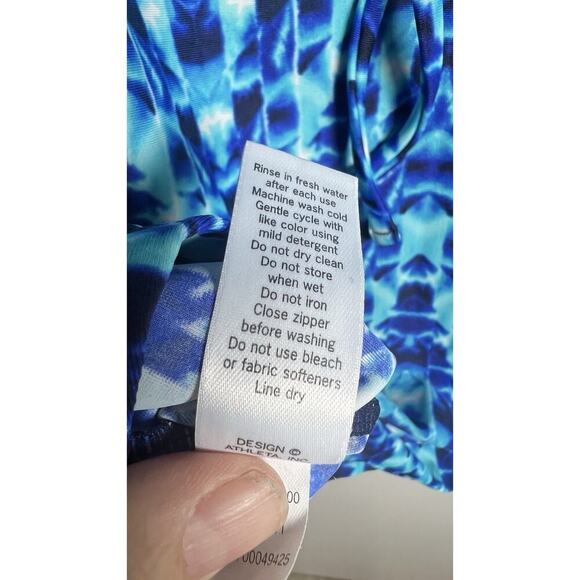 Rinse in fresh water
after each use
Machine wash cold
Gentle cycle with
like color using
mild detergent
Do not dry clean
Do not store
when wet
Do not iron
Close zipper
before washing
Do not use bleach
or fabric softeners
Line dry
DESIGN ©
ATHLETA, INC
00
00049425